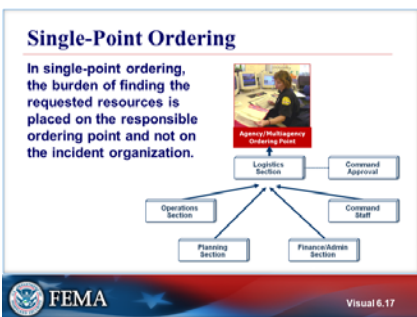 Single-Point Ordering
In single-point ordering,
the burden of finding the
requested resources is
placed on the responsible
ordering point and not on
the incident organization.
Agency/Multiagency
Ordering Point
Logistics
Section
Command
Approval
Operations
Section
Command
Staff
Planning
Section
Finance/Admin
Section
FEMA
Visual 6.17